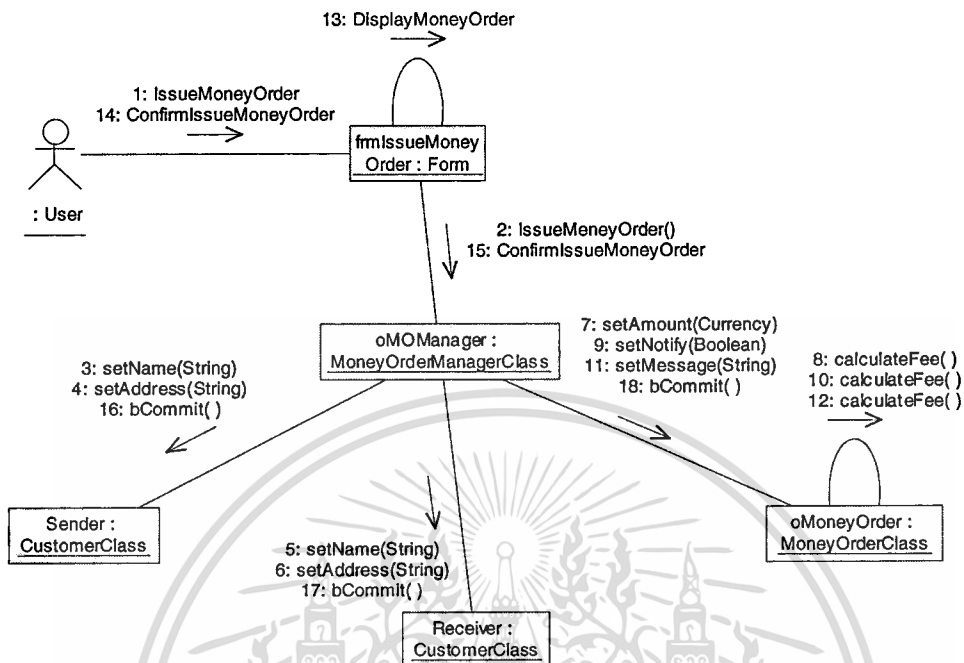 13: DisplayMoneyOrder
1: IssueMoneyOrder
14: ConfirmIssueMoneyOrder
frmIssueMoney
Order : Form
: User
2: IssueMeneyOrder()
15: ConfirmIssueMoneyOrder
oMOManager :
MoneyOrderManagerClass
7: setAmount(Currency)
9: setNotify(Boolean)
11: setMessage(String)
18: bCommit( )
8: calculateFee( )
10: calculateFee( )
12: calculateFee( )
3: setName(String)
4: setAddress(String)
16: bCommit( )
Sender :
CustomerClass
oMoneyOrder :
MoneyOrderClass
5: setName(String)
6: setAddress(String)
17: bCommit( )
Receiver :
CustomerClass